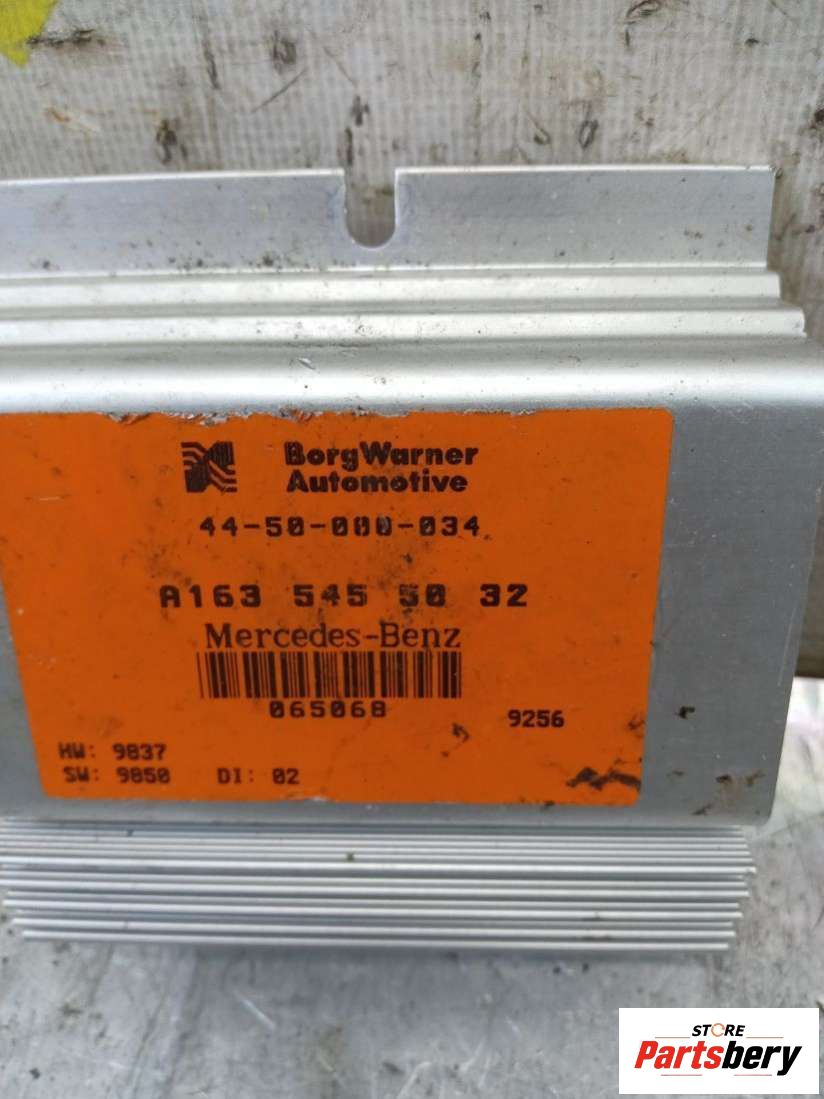 BorgWarner
Automotive
44-50-000-034
A163 545 50 32
Mercedes-Benz
065068
9256
HW: 9837
SW: 9850 DI: 02
STORE
Partsbery